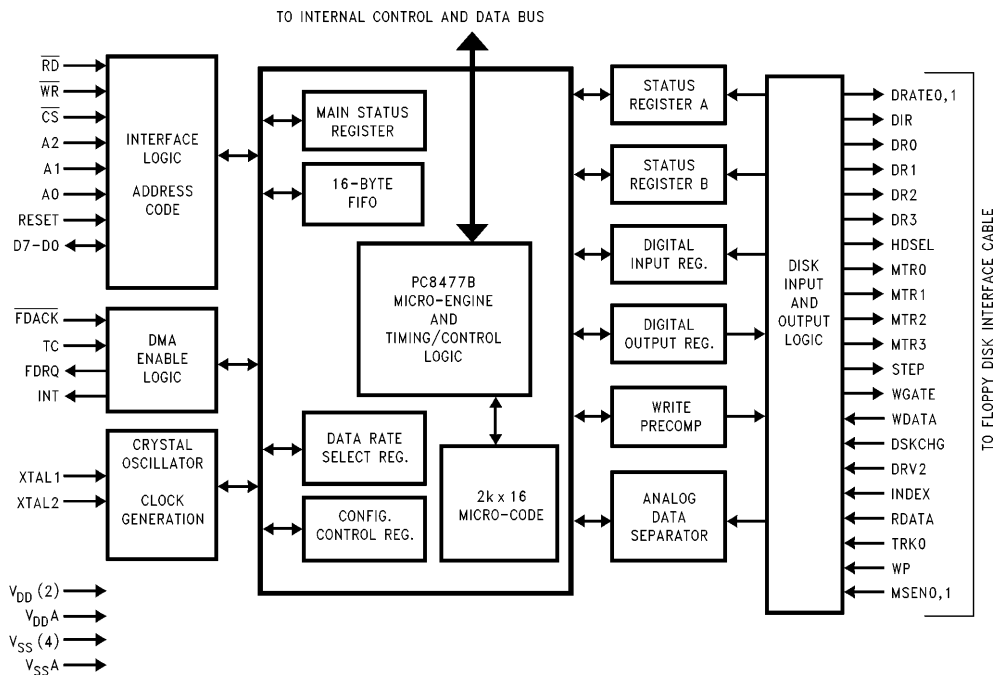 TO INTERNAL CONTROL AND DATA BUS
RD
WR
CS
A2
A1
A0
RESET
D7-D0
INTERFACE
LOGIC
ADDRESS
CODE
FDACK
TC
FDRQ
INT
DMA
ENABLE
LOGIC
XTAL1
XTAL2
CRYSTAL
OSCILLATOR
CLOCK
GENERATION
VDD (2)
VDDA
VSS (4)
VSSA
MAIN STATUS
REGISTER
16-BYTE
FIFO
PC8477B
MICRO-ENGINE
AND
TIMING/CONTROL
LOGIC
DATA RATE
SELECT REG.
CONFIG.
CONTROL REG.
2k x 16
MICRO-CODE
STATUS
REGISTER A
STATUS
REGISTER B
DIGITAL
INPUT REG.
DIGITAL
OUTPUT REG.
WRITE
PRECOMP
ANALOG
DATA
SEPARATOR
DISK
INPUT
AND
OUTPUT
LOGIC
DRATE0,1
DIR
DR0
DR1
DR2
DR3
HDSEL
MTR0
MTR1
MTR2
MTR3
STEP
WGATE
WDATA
DSKCHG
DRV2
INDEX
RDATA
TRK0
WP
MSEN0,1
TO FLOPPY DISK INTERFACE CABLE